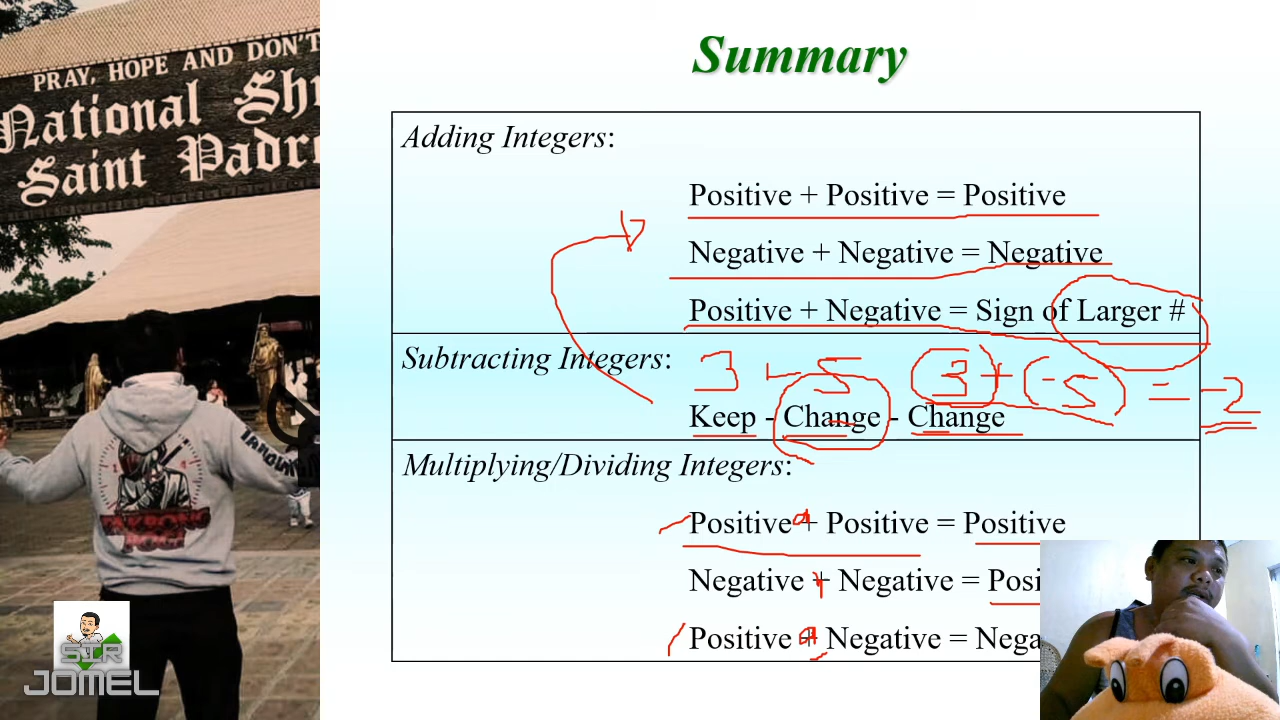 PRAY, HOPE AND DON'T
National Sh
Saint Padr
SIR
JOMEL
Summary
Adding Integers:
Positive + Positive = Positive
Negative + Negative = Negative
Positive + Negative = Sign of Larger #
Subtracting Integers:
3 - 5 3 + (-5) = -2
Keep - Change - Change
Multiplying/Dividing Integers:
Positive + Positive = Positive
Negative + Negative = Posi
Positive + Negative = Nega